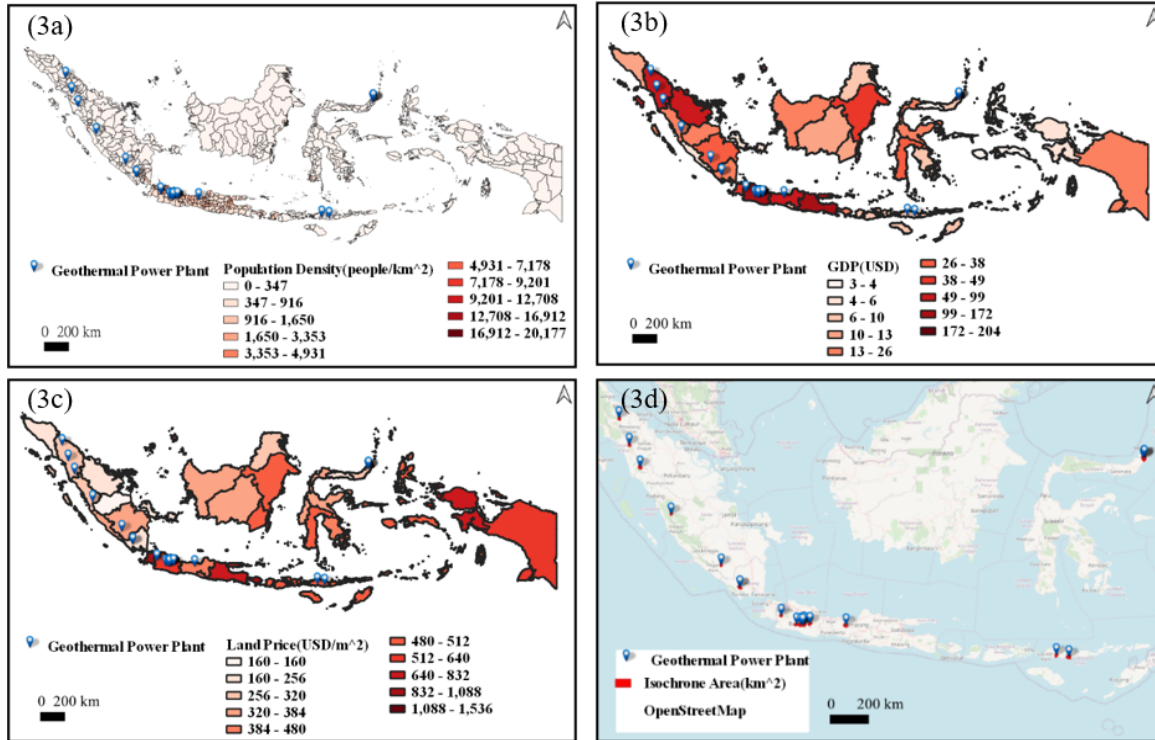 (3a)
Geothermal Power Plant
Population Density(people/km^2)
0 - 347
347 - 916
916 - 1,650
1,650 - 3,353
3,353 - 4,931
4,931 - 7,178
7,178 - 9,201
9,201 - 12,708
12,708 - 16,912
16,912 - 20,177
0 200 km
(3b)
Geothermal Power Plant
GDP(USD)
3 - 4
4 - 6
6 - 10
10 - 13
13 - 26
26 - 38
38 - 49
49 - 99
99 - 172
172 - 204
0 200 km
(3c)
Geothermal Power Plant
Land Price(USD/m^2)
160 - 160
160 - 256
256 - 320
320 - 384
384 - 480
480 - 512
512 - 640
640 - 832
832 - 1,088
1,088 - 1,536
0 200 km
(3d)
Geothermal Power Plant
Isochrone Area(km^2)
OpenStreetMap
0 200 km